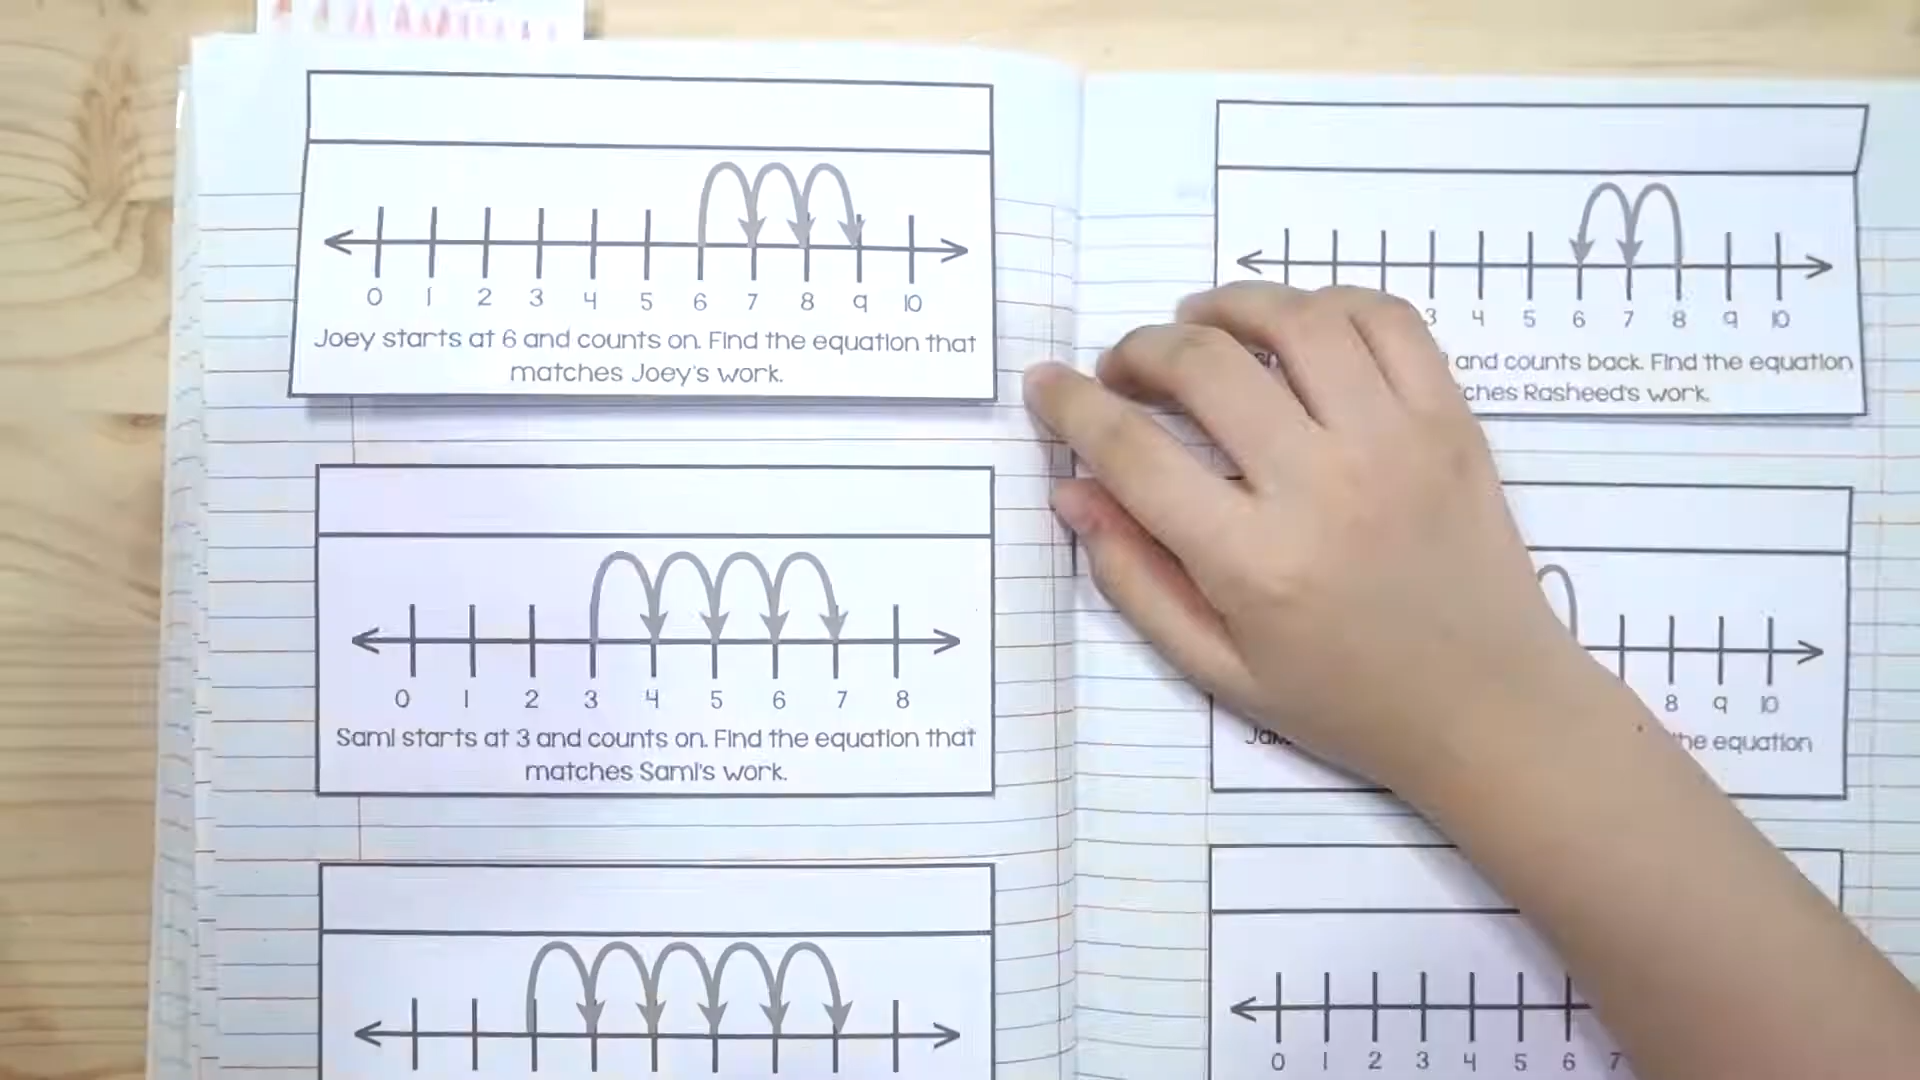 0 1 2 3 4 5 6 7 8 9 10
Joey starts at 6 and counts on. Find the equation that
matches Joey's work.
0 1 2 3 4 5 6 7 8
Sami starts at 3 and counts on. Find the equation that
matches Sami's work.
3 4 5 6 7 8 9 10
and counts back. Find the equation
Rasheed's work.
8 9 10
the equation
0 1 2 3 4 5 6 7